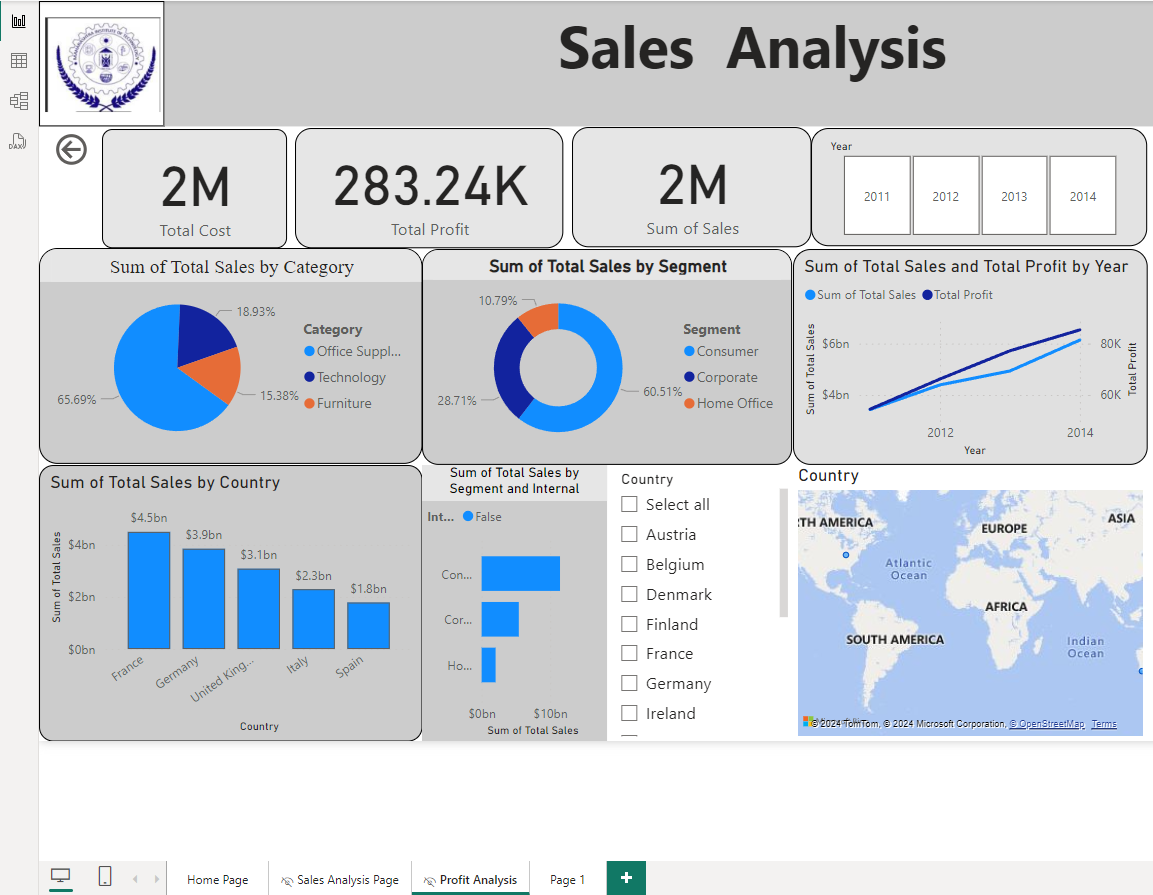 Sales Analysis
2M
Total Cost
283.24K
Total Profit
2M
Sum of Sales
Year
2011
2012
2013
2014
Sum of Total Sales by Category
18.93%
15.38%
65.69%
Category
Office Suppl...
Technology
Furniture
Sum of Total Sales by Segment
10.79%
28.71%
60.51%
Segment
Consumer
Corporate
Home Office
Sum of Total Sales and Total Profit by Year
Sum of Total Sales
Total Profit
Sum of Total Sales
$6bn
$4bn
80K
60K
Total Profit
2012
2014
Year
Sum of Total Sales by Country
Sum of Total Sales
$4bn
$2bn
$0bn
$4.5bn
$3.9bn
$3.1bn
$2.3bn
$1.8bn
France
Germany
United King...
Italy
Spain
Country
Sum of Total Sales by
Segment and Internal
Int...
False
Con...
Cor...
Ho...
$0bn
$10bn
Sum of Total Sales
Country
Select all
Austria
Belgium
Denmark
Finland
France
Germany
Ireland
Country
TH AMERICA
EUROPE
ASIA
Atlantic
Ocean
AFRICA
SOUTH AMERICA
Indian
Ocean
© 2024 TomTom, © 2024 Microsoft Corporation, © OpenStreetMap Terms
DAX
Home Page
Sales Analysis Page
Profit Analysis
Page 1
+